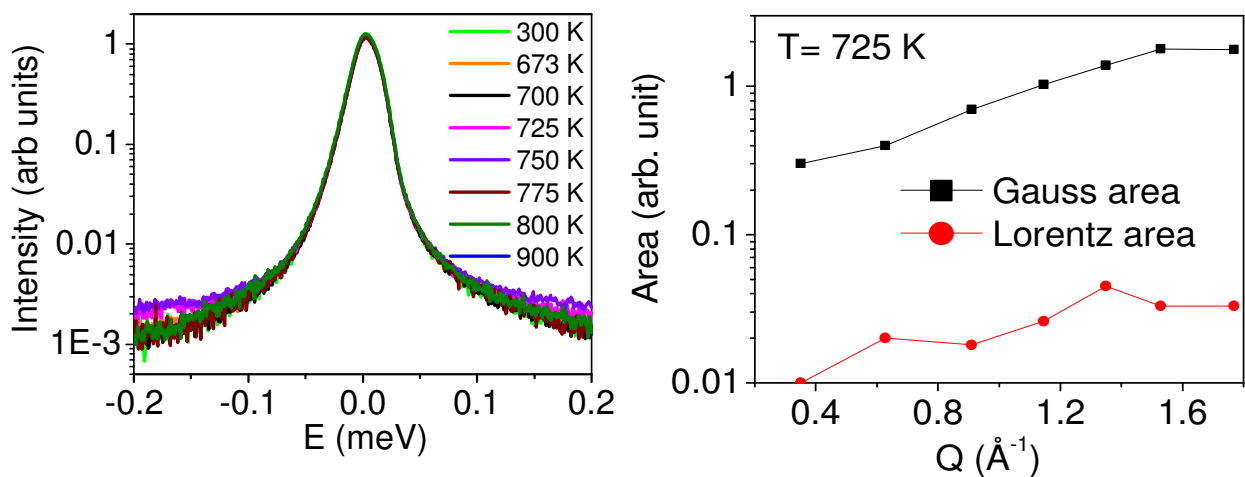 Intensity (arb units)
1
0.1
0.01
1E-3
-0.2
-0.1
0.0
0.1
0.2
E (meV)
300 K
673 K
700 K
725 K
750 K
775 K
800 K
900 K
Area (arb. unit)
1
0.1
0.01
0.4
0.8
1.2
1.6
Q (Å⁻¹)
T= 725 K
Gauss area
Lorentz area